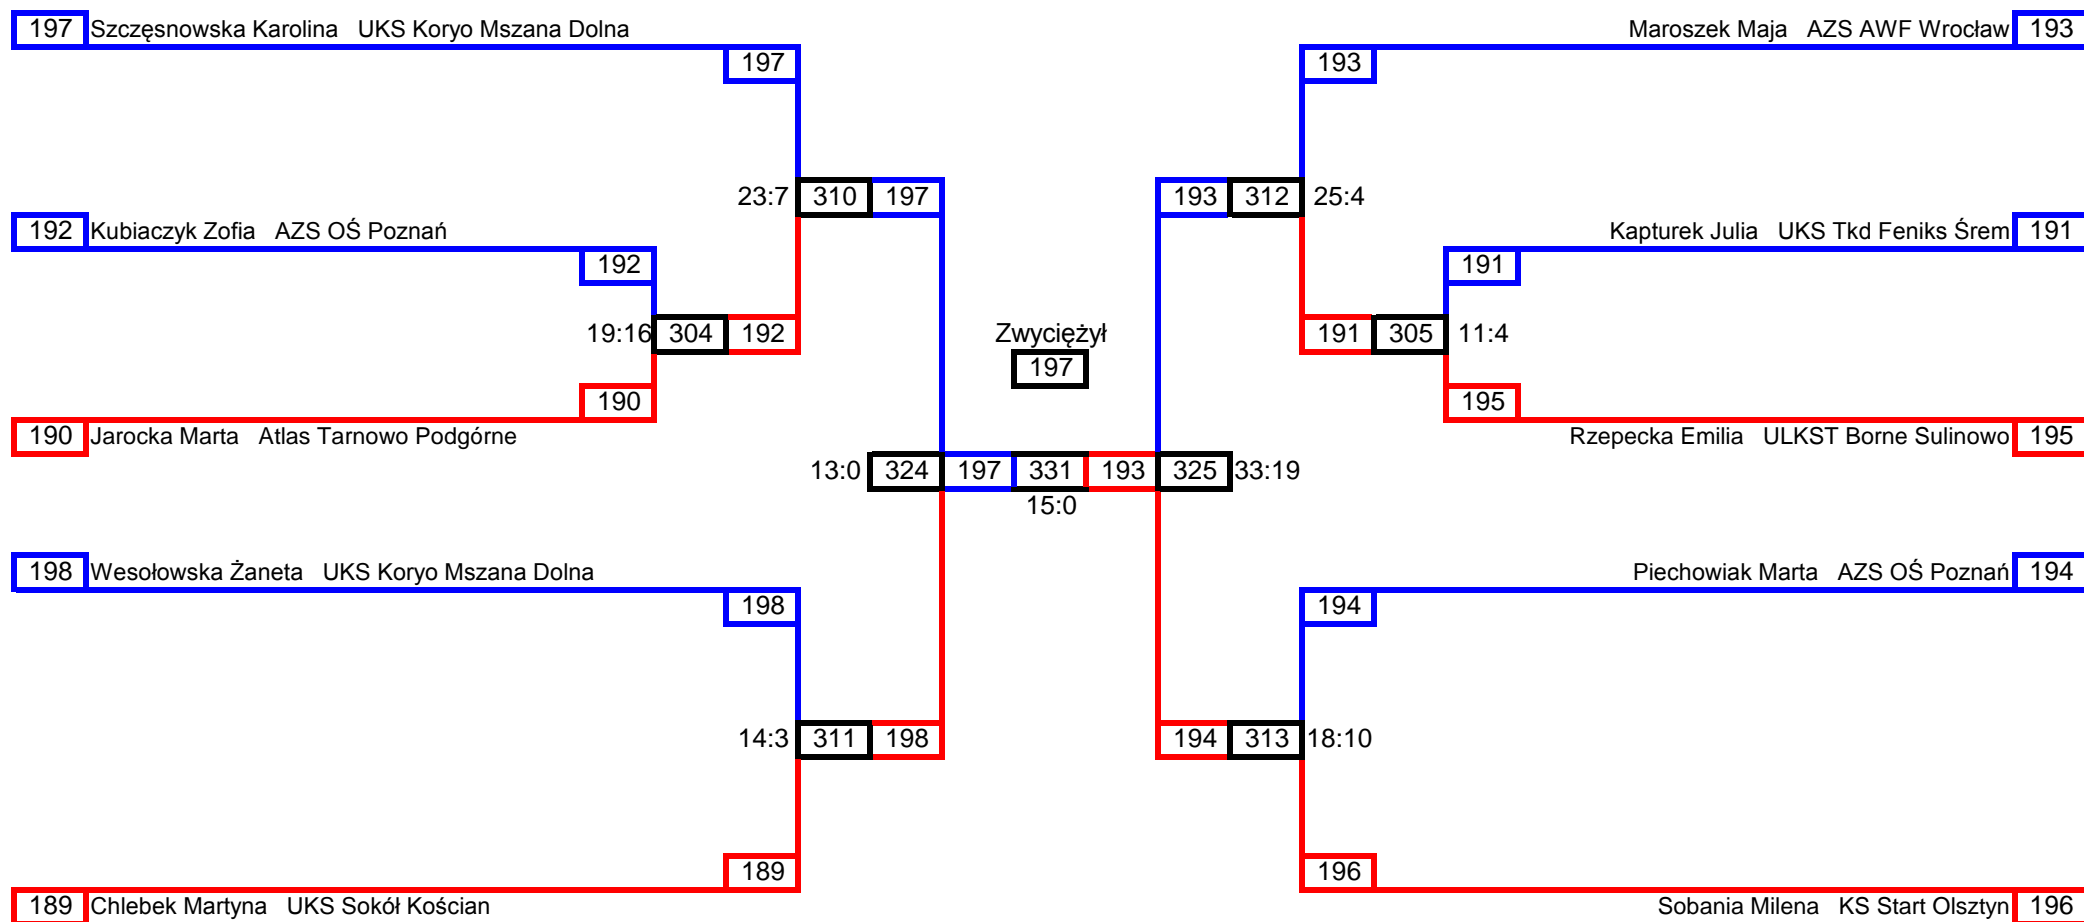 197 Szczęsnowska Karolina UKS Koryo Mszana Dolna
Maroszek Maja AZS AWF Wrocław 193
197
193
23:7 310 197
193 312 25:4
192 Kubiaczyk Zofia AZS OŚ Poznań
Kapturek Julia UKS Tkd Feniks Śrem 191
192
191
19:16 304 192
Zwyciężył
191 305 11:4
197
190
195
190 Jarocka Marta Atlas Tarnowo Podgórne
Rzepecka Emilia ULKST Borne Sulinowo 195
13:0 324 197 331 193 325 33:19
15:0
198 Wesołowska Żaneta UKS Koryo Mszana Dolna
Piechowiak Marta AZS OŚ Poznań 194
198
194
14:3 311 198
194 313 18:10
189
196
189 Chlebek Martyna UKS Sokół Kościan
Sobania Milena KS Start Olsztyn 196